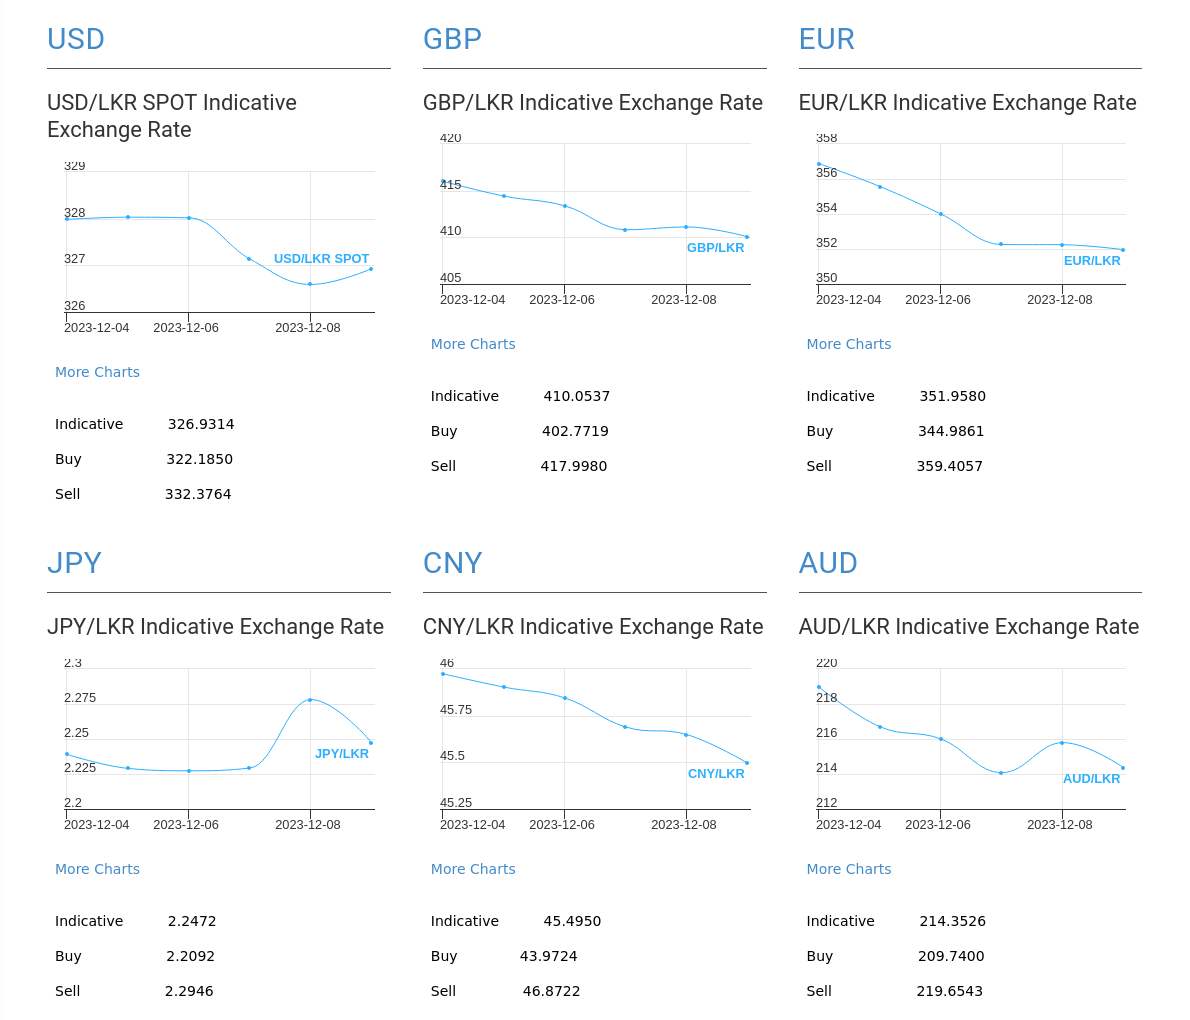 USD
USD/LKR SPOT Indicative
Exchange Rate
329
328
327
326
USD/LKR SPOT
2023-12-04 2023-12-06 2023-12-08
More Charts
Indicative 326.9314
Buy 322.1850
Sell 332.3764
GBP
GBP/LKR Indicative Exchange Rate
420
415
410
405
GBP/LKR
2023-12-04 2023-12-06 2023-12-08
More Charts
Indicative 410.0537
Buy 402.7719
Sell 417.9980
EUR
EUR/LKR Indicative Exchange Rate
358
356
354
352
350
EUR/LKR
2023-12-04 2023-12-06 2023-12-08
More Charts
Indicative 351.9580
Buy 344.9861
Sell 359.4057
JPY
JPY/LKR Indicative Exchange Rate
2.3
2.275
2.25
2.225
2.2
JPY/LKR
2023-12-04 2023-12-06 2023-12-08
More Charts
Indicative 2.2472
Buy 2.2092
Sell 2.2946
CNY
CNY/LKR Indicative Exchange Rate
46
45.75
45.5
45.25
CNY/LKR
2023-12-04 2023-12-06 2023-12-08
More Charts
Indicative 45.4950
Buy 43.9724
Sell 46.8722
AUD
AUD/LKR Indicative Exchange Rate
220
218
216
214
212
AUD/LKR
2023-12-04 2023-12-06 2023-12-08
More Charts
Indicative 214.3526
Buy 209.7400
Sell 219.6543